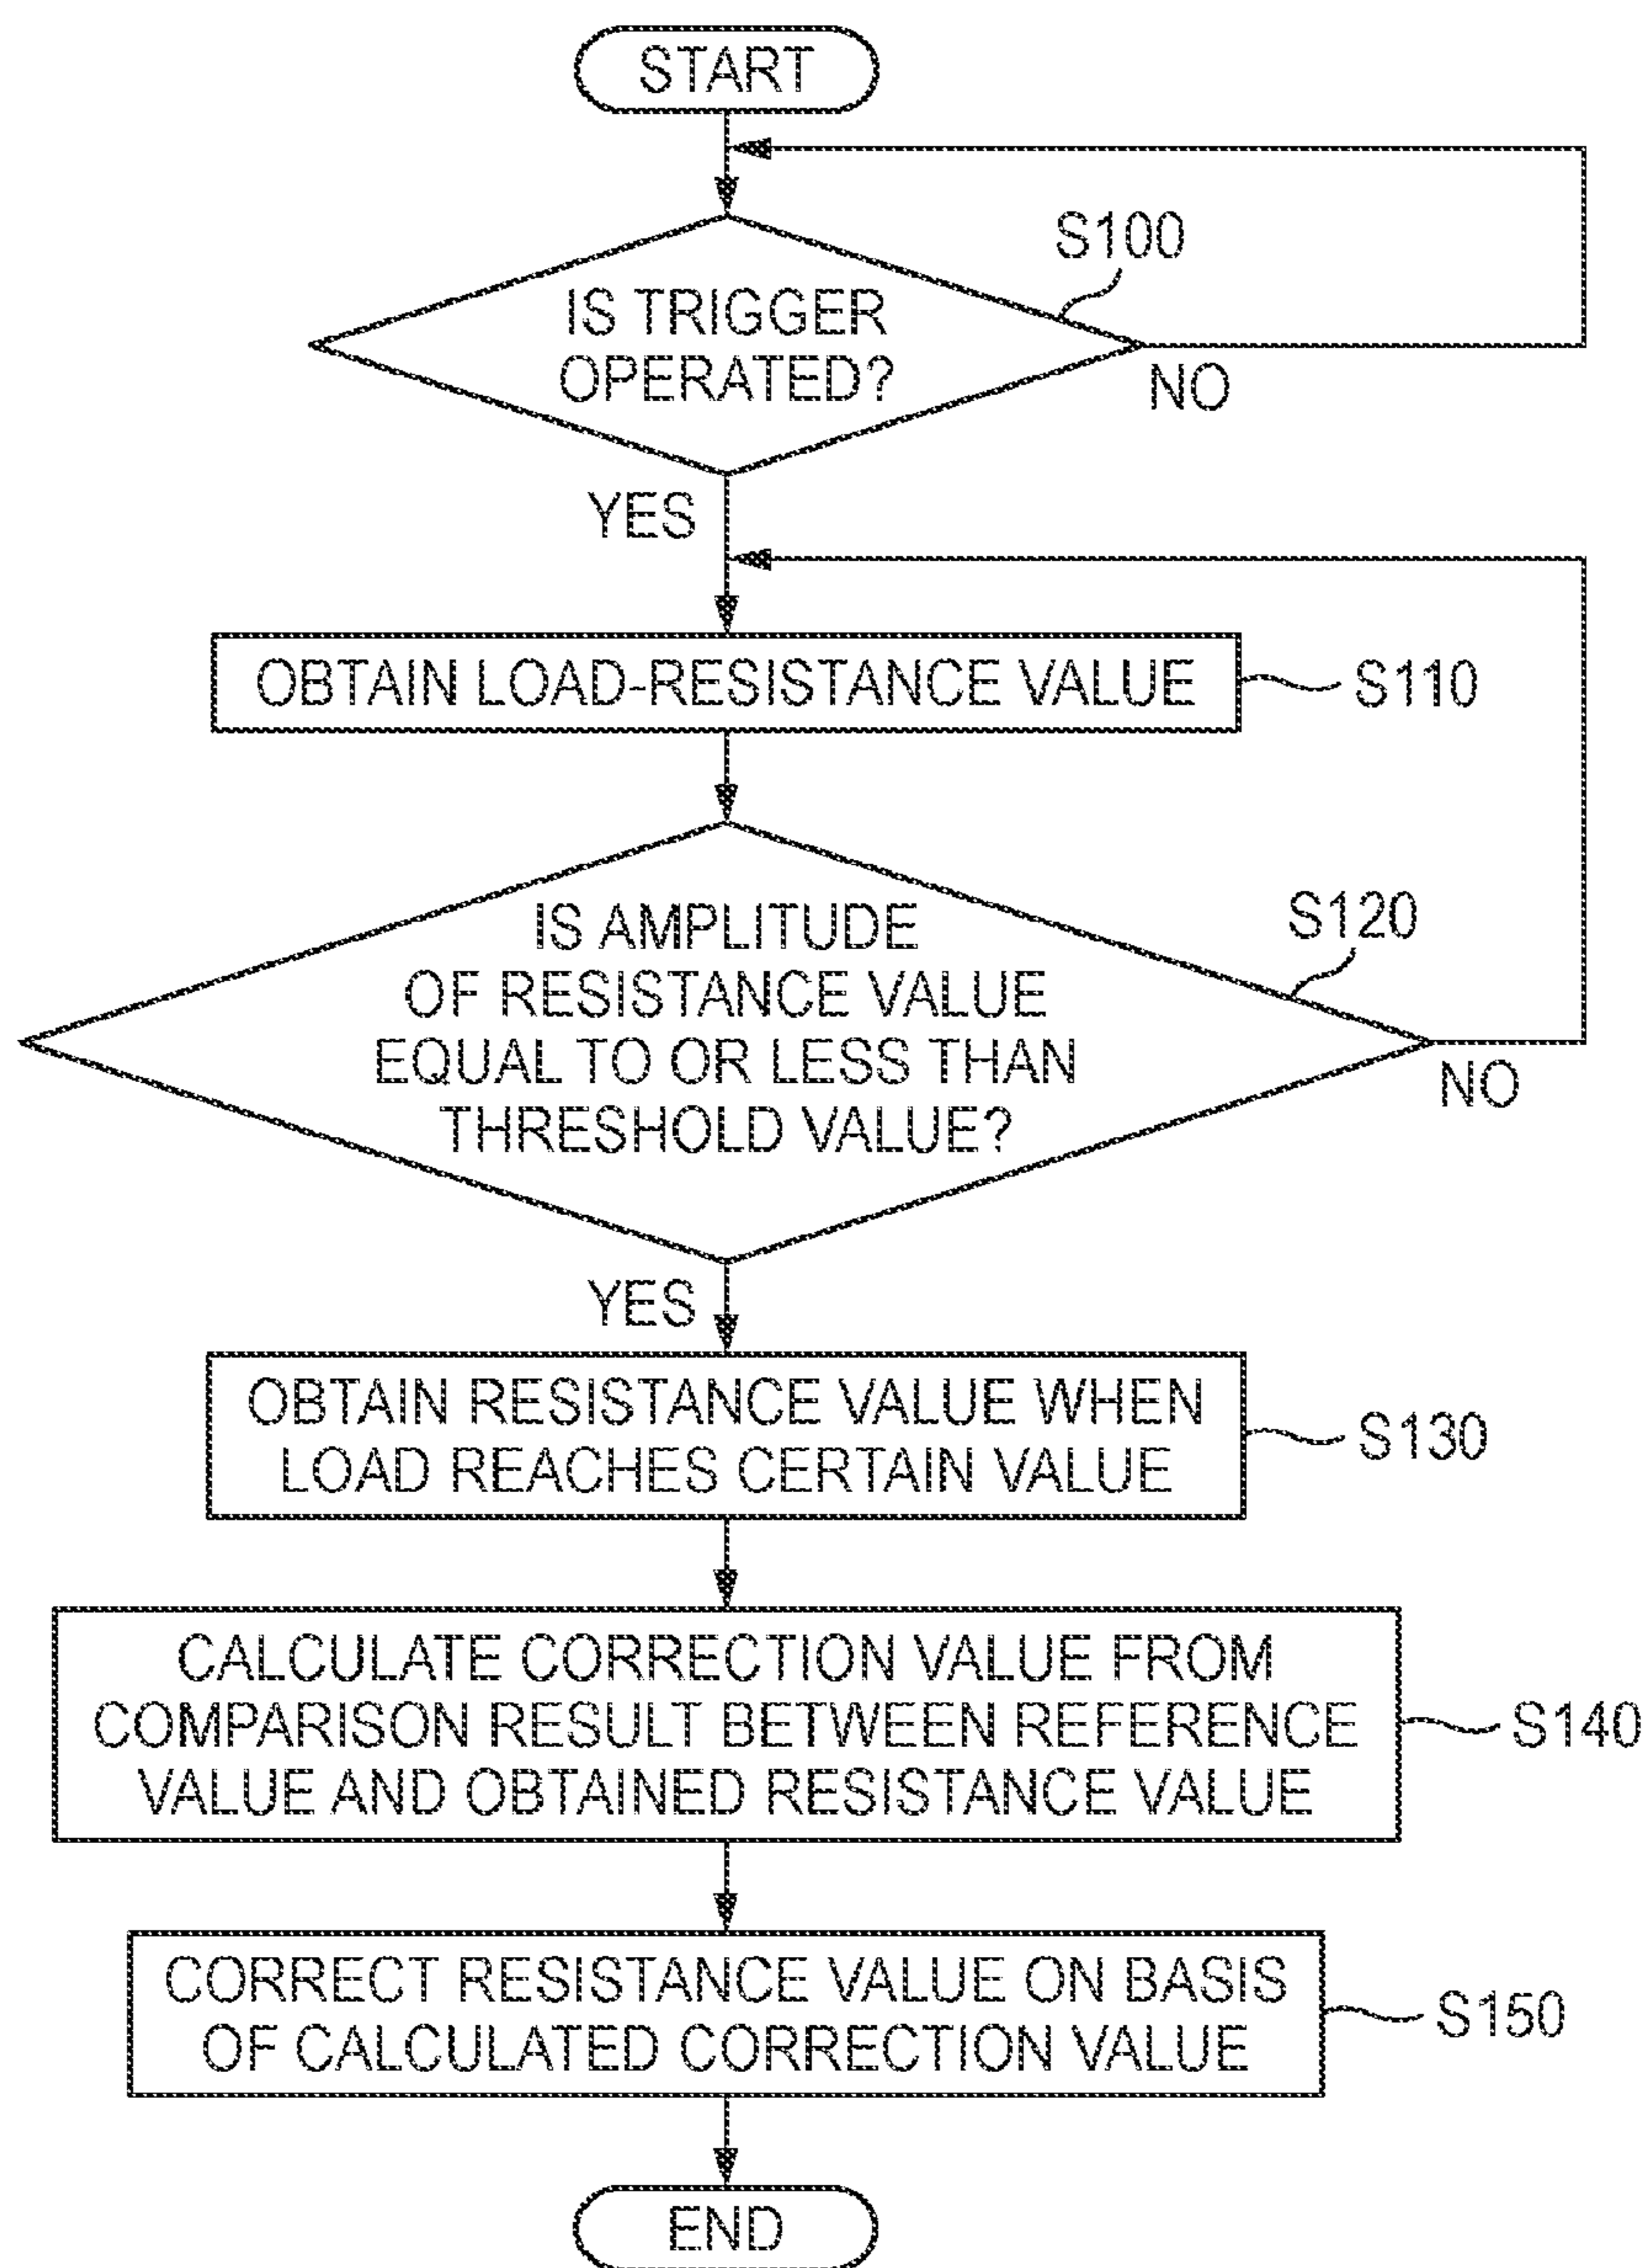 START
S100
IS TRIGGER
OPERATED?
NO
YES
OBTAIN LOAD-RESISTANCE VALUE
S110
S120
IS AMPLITUDE
OF RESISTANCE VALUE
EQUAL TO OR LESS THAN
THRESHOLD VALUE?
NO
YES
OBTAIN RESISTANCE VALUE WHEN
LOAD REACHES CERTAIN VALUE
S130
CALCULATE CORRECTION VALUE FROM
COMPARISON RESULT BETWEEN REFERENCE
VALUE AND OBTAINED RESISTANCE VALUE
S140
CORRECT RESISTANCE VALUE ON BASIS
OF CALCULATED CORRECTION VALUE
S150
END